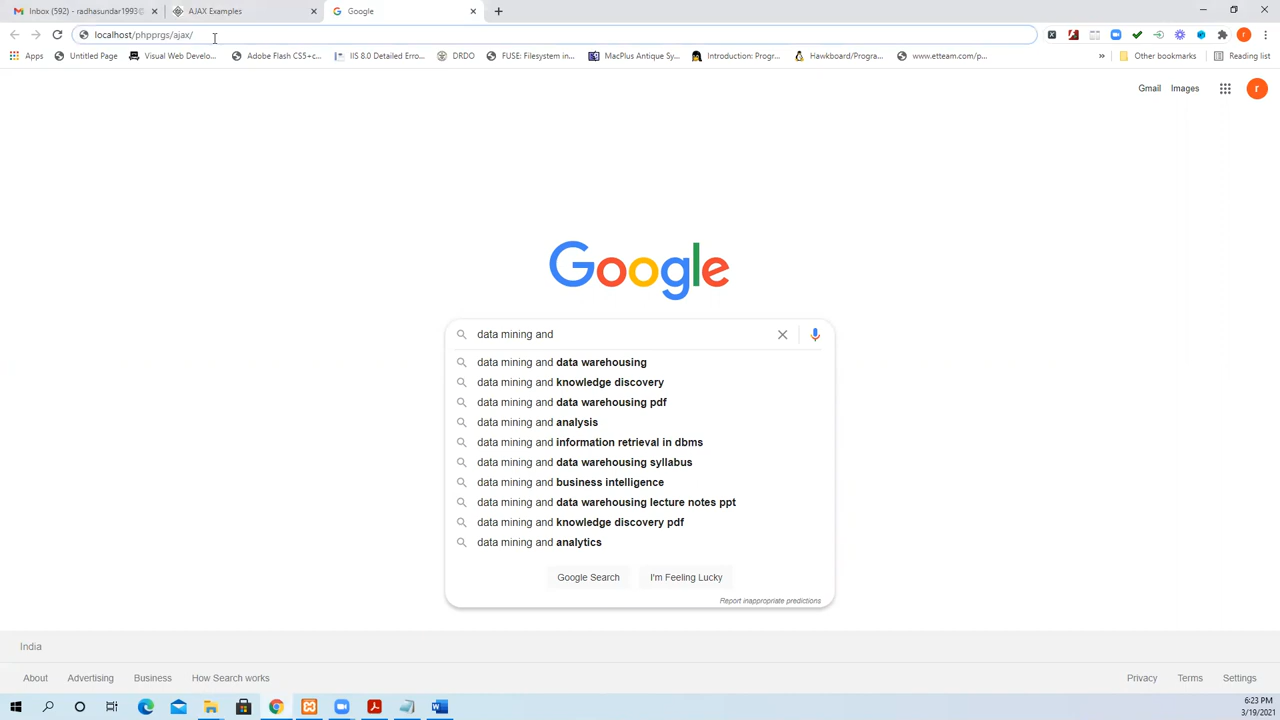 Inbox (592) - radhasundar1993@
AJAX Examples
Google
localhost/phpprgs/ajax/
r
Apps
Untitled Page
Visual Web Develo...
Adobe Flash CS5+c...
IIS 8.0 Detailed Erro...
DRDO
FUSE: Filesystem in...
MacPlus Antique Sy...
Introduction: Progr...
Hawkboard/Progra...
www.etteam.com/p...
»
Other bookmarks
Reading list
Gmail
Images
r
Google
data mining and
data mining and data warehousing
data mining and knowledge discovery
data mining and data warehousing pdf
data mining and analysis
data mining and information retrieval in dbms
data mining and data warehousing syllabus
data mining and business intelligence
data mining and data warehousing lecture notes ppt
data mining and knowledge discovery pdf
data mining and analytics
Google Search
I'm Feeling Lucky
Report inappropriate predictions
India
About
Advertising
Business
How Search works
Privacy
Terms
Settings
6:23 PM
3/19/2021